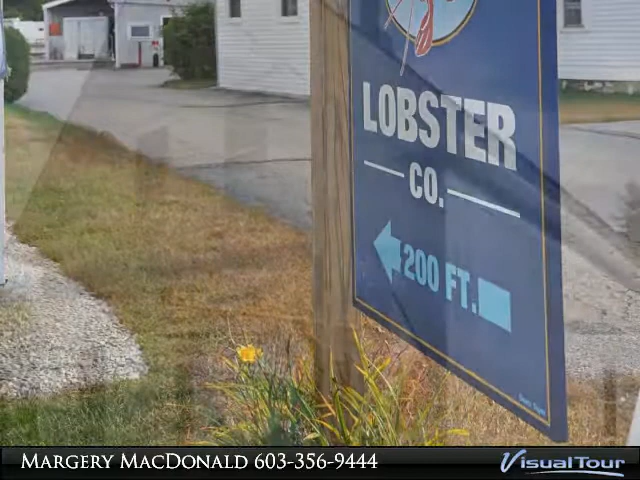 LOBSTER
CO.
200 FT.
MARGERY MACDONALD 603-356-9444
VISUALTOUR